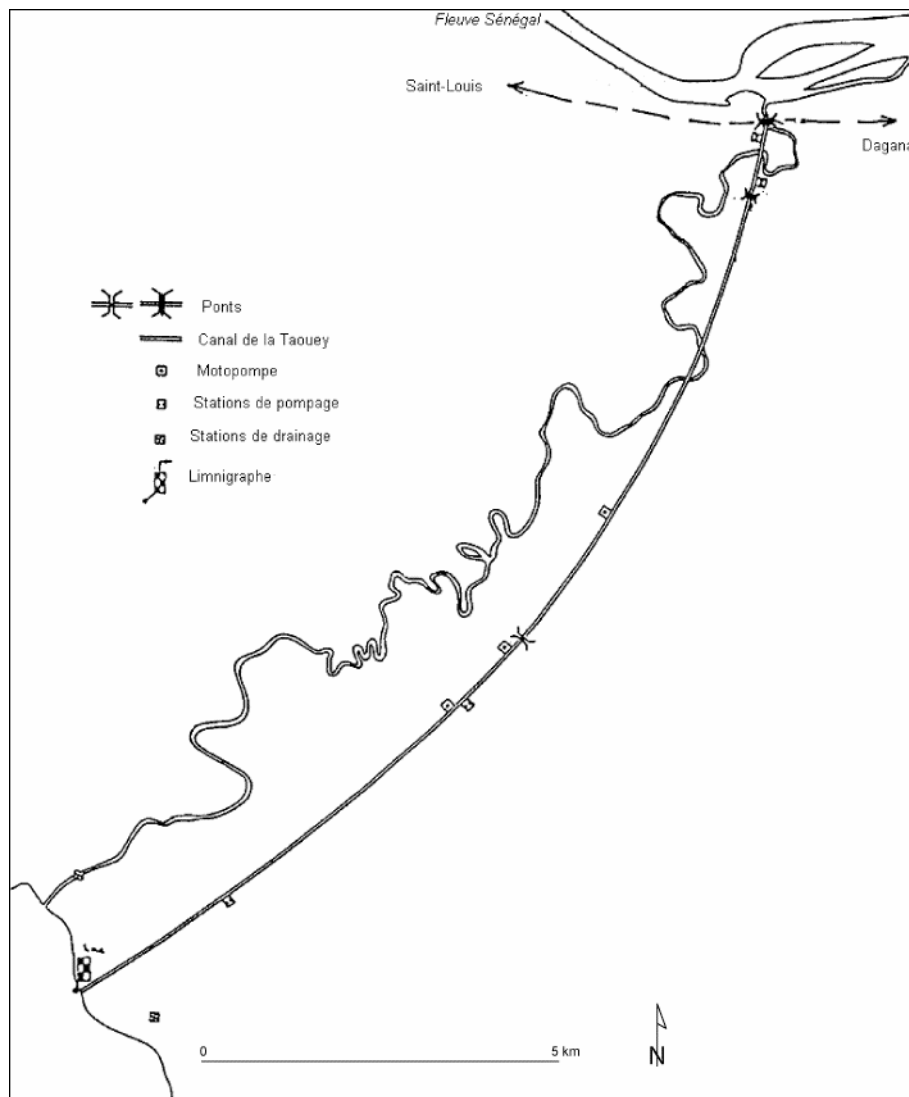 Fleuve Sénégal
Saint-Louis
Dagana
Ponts
Canal de la Taouey
Motopompe
Stations de pompage
Stations de drainage
Limnigraphe
0
5 km
N